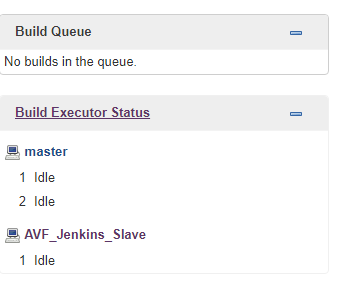 Build Queue
No builds in the queue.
Build Executor Status
master
1 Idle
2 Idle
AVF_Jenkins_Slave
1 Idle